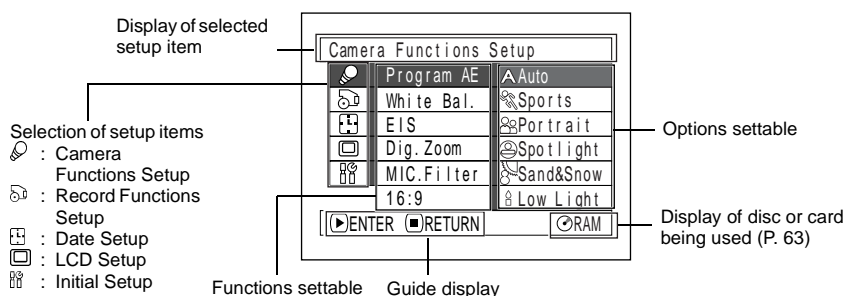 Display of selected
setup item
Camera Functions Setup
Program AE
White Bal.
EIS
Dig. Zoom
MIC.Filter
16:9
Auto
Sports
Portrait
Spotlight
Sand&Snow
Low Light
ENTER RETURN RAM
Selection of setup items
: Camera
Functions Setup
: Record Functions
Setup
: Date Setup
: LCD Setup
: Initial Setup
Functions settable
Guide display
Options settable
Display of disc or card
being used (P. 63)